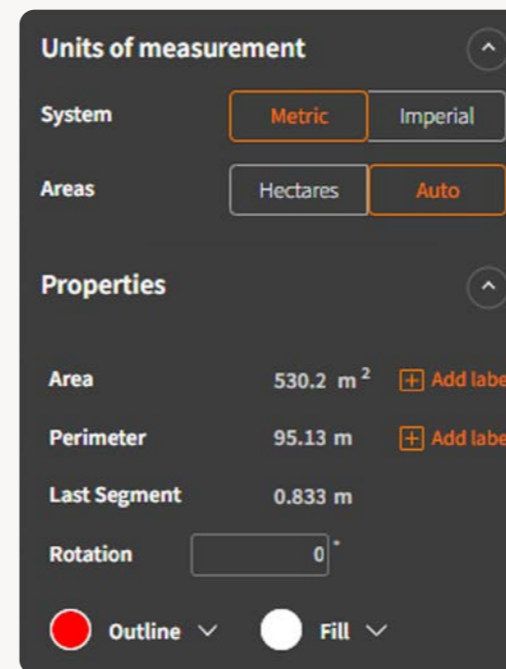 Units of measurement
System Metric Imperial
Areas Hectares Auto
Properties
Area 530.2 m² Add labe
Perimeter 95.13 m Add labe
Last Segment 0.833 m
Rotation 0°
Outline Fill